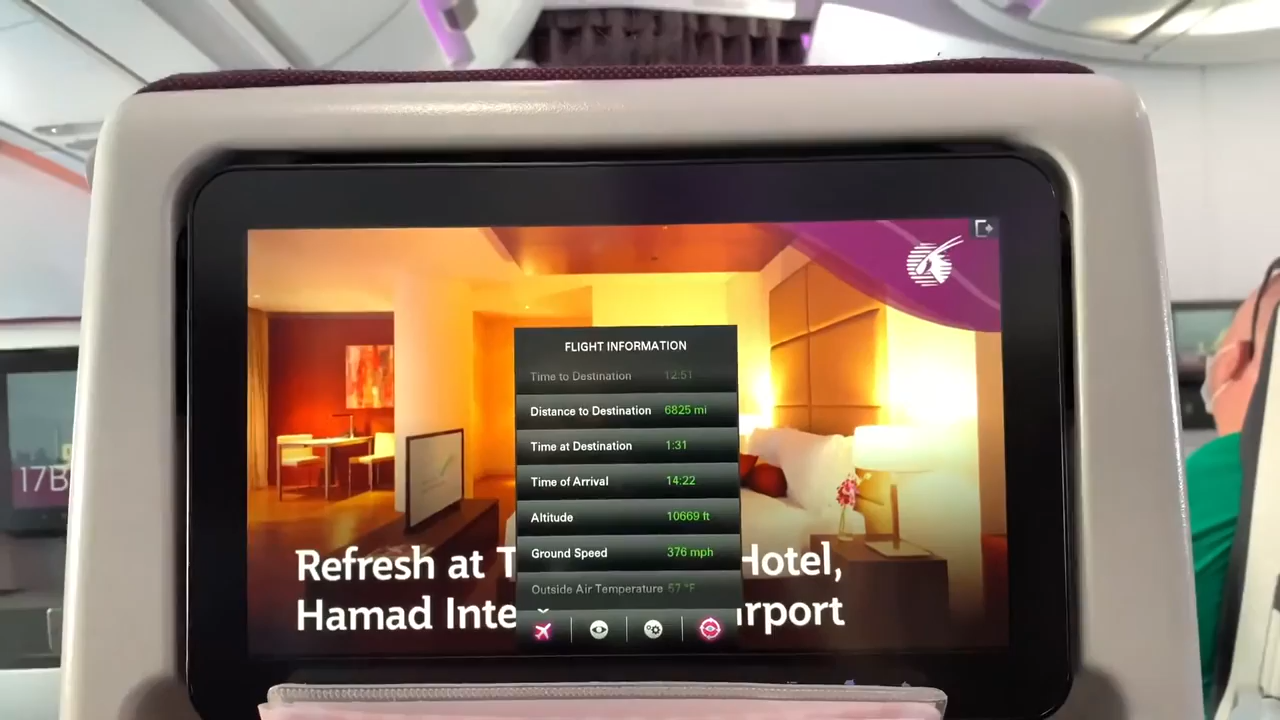 FLIGHT INFORMATION
Time to Destination 12:51
Distance to Destination 6825 mi
Time at Destination 1:31
Time of Arrival 14:22
Altitude 10669 ft
Ground Speed 376 mph
Outside Air Temperature 57 °F
Refresh at T Hotel,
Hamad Inte irport
17B